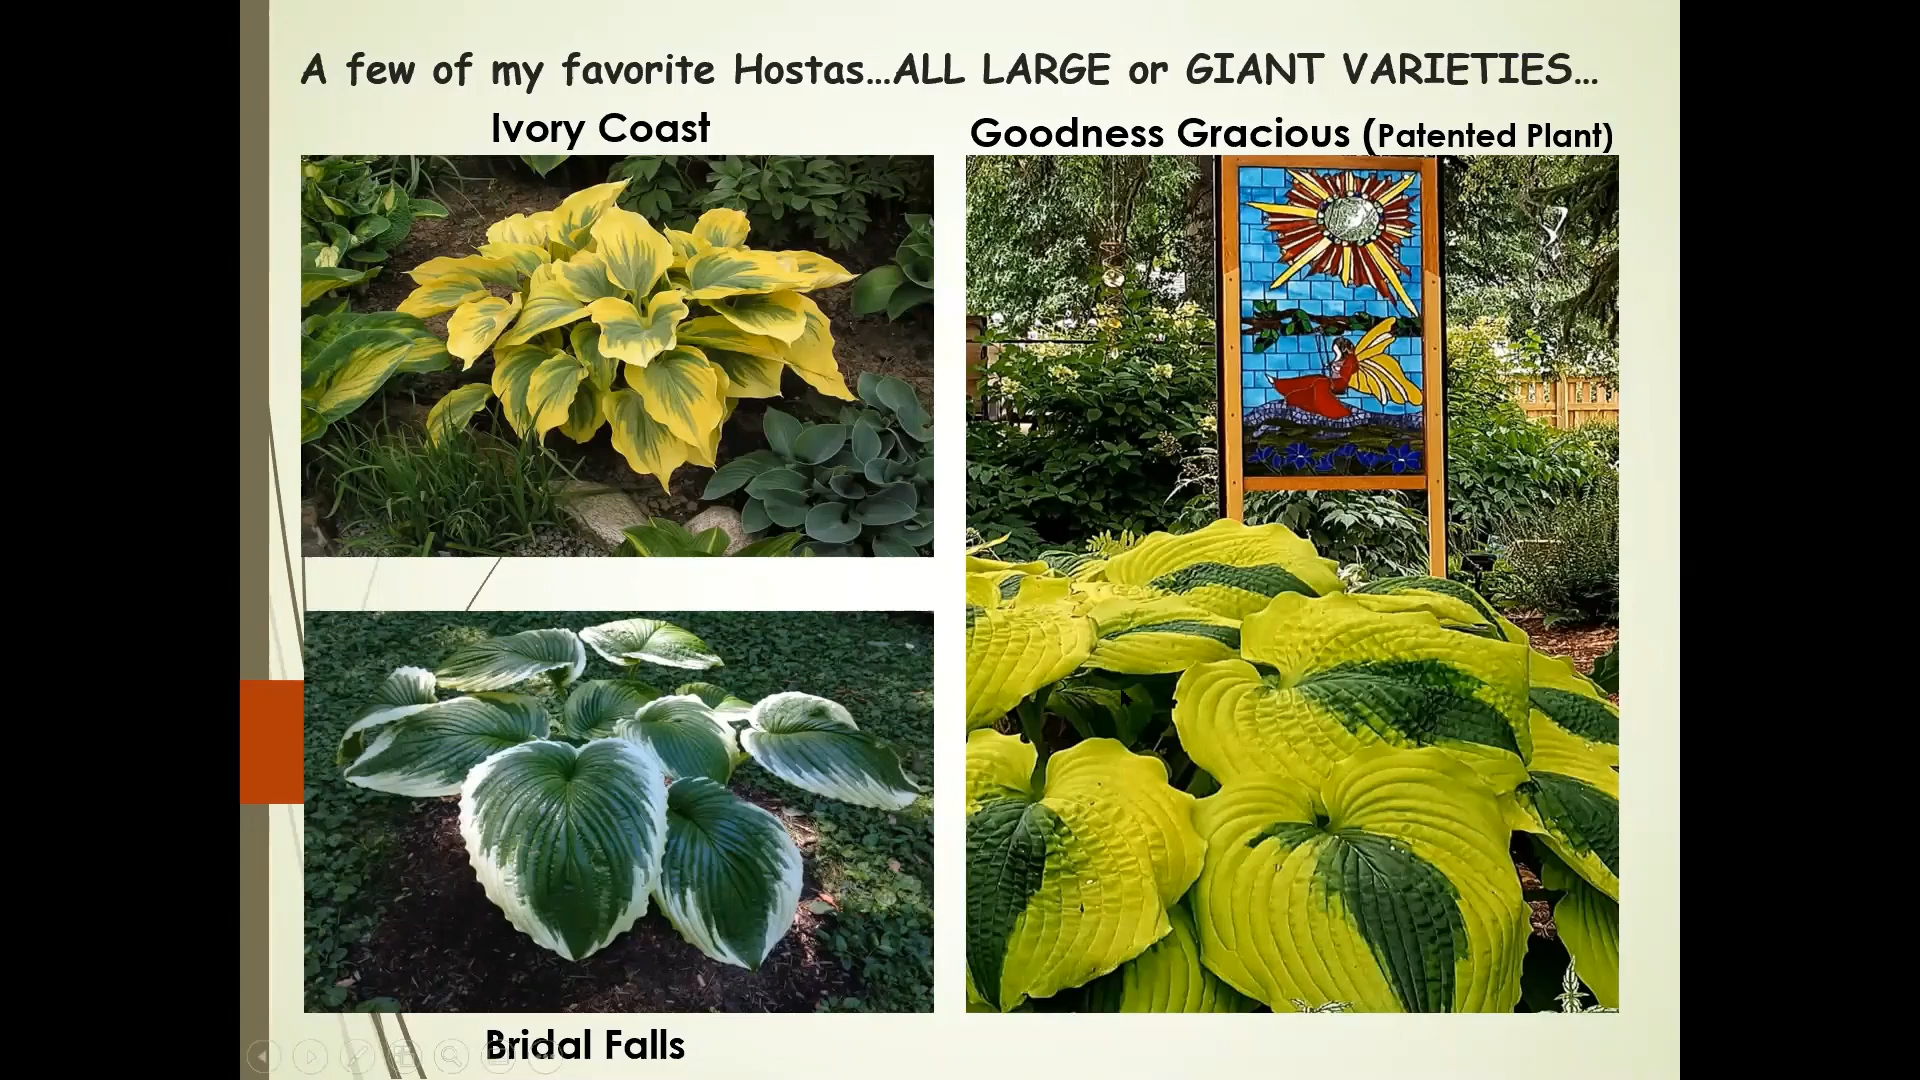 A few of my favorite Hostas...ALL LARGE or GIANT VARIETIES...
Ivory Coast
Goodness Gracious (Patented Plant)
Bridal Falls